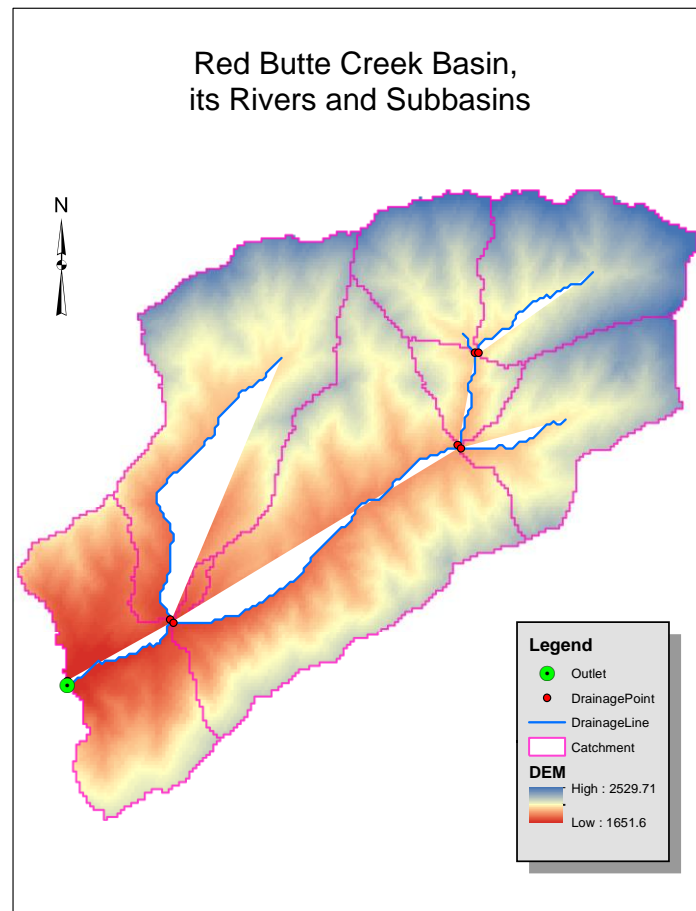 Red Butte Creek Basin,
its Rivers and Subbasins
N
Legend
Outlet
DrainagePoint
DrainageLine
Catchment
DEM
High : 2529.71
Low : 1651.6